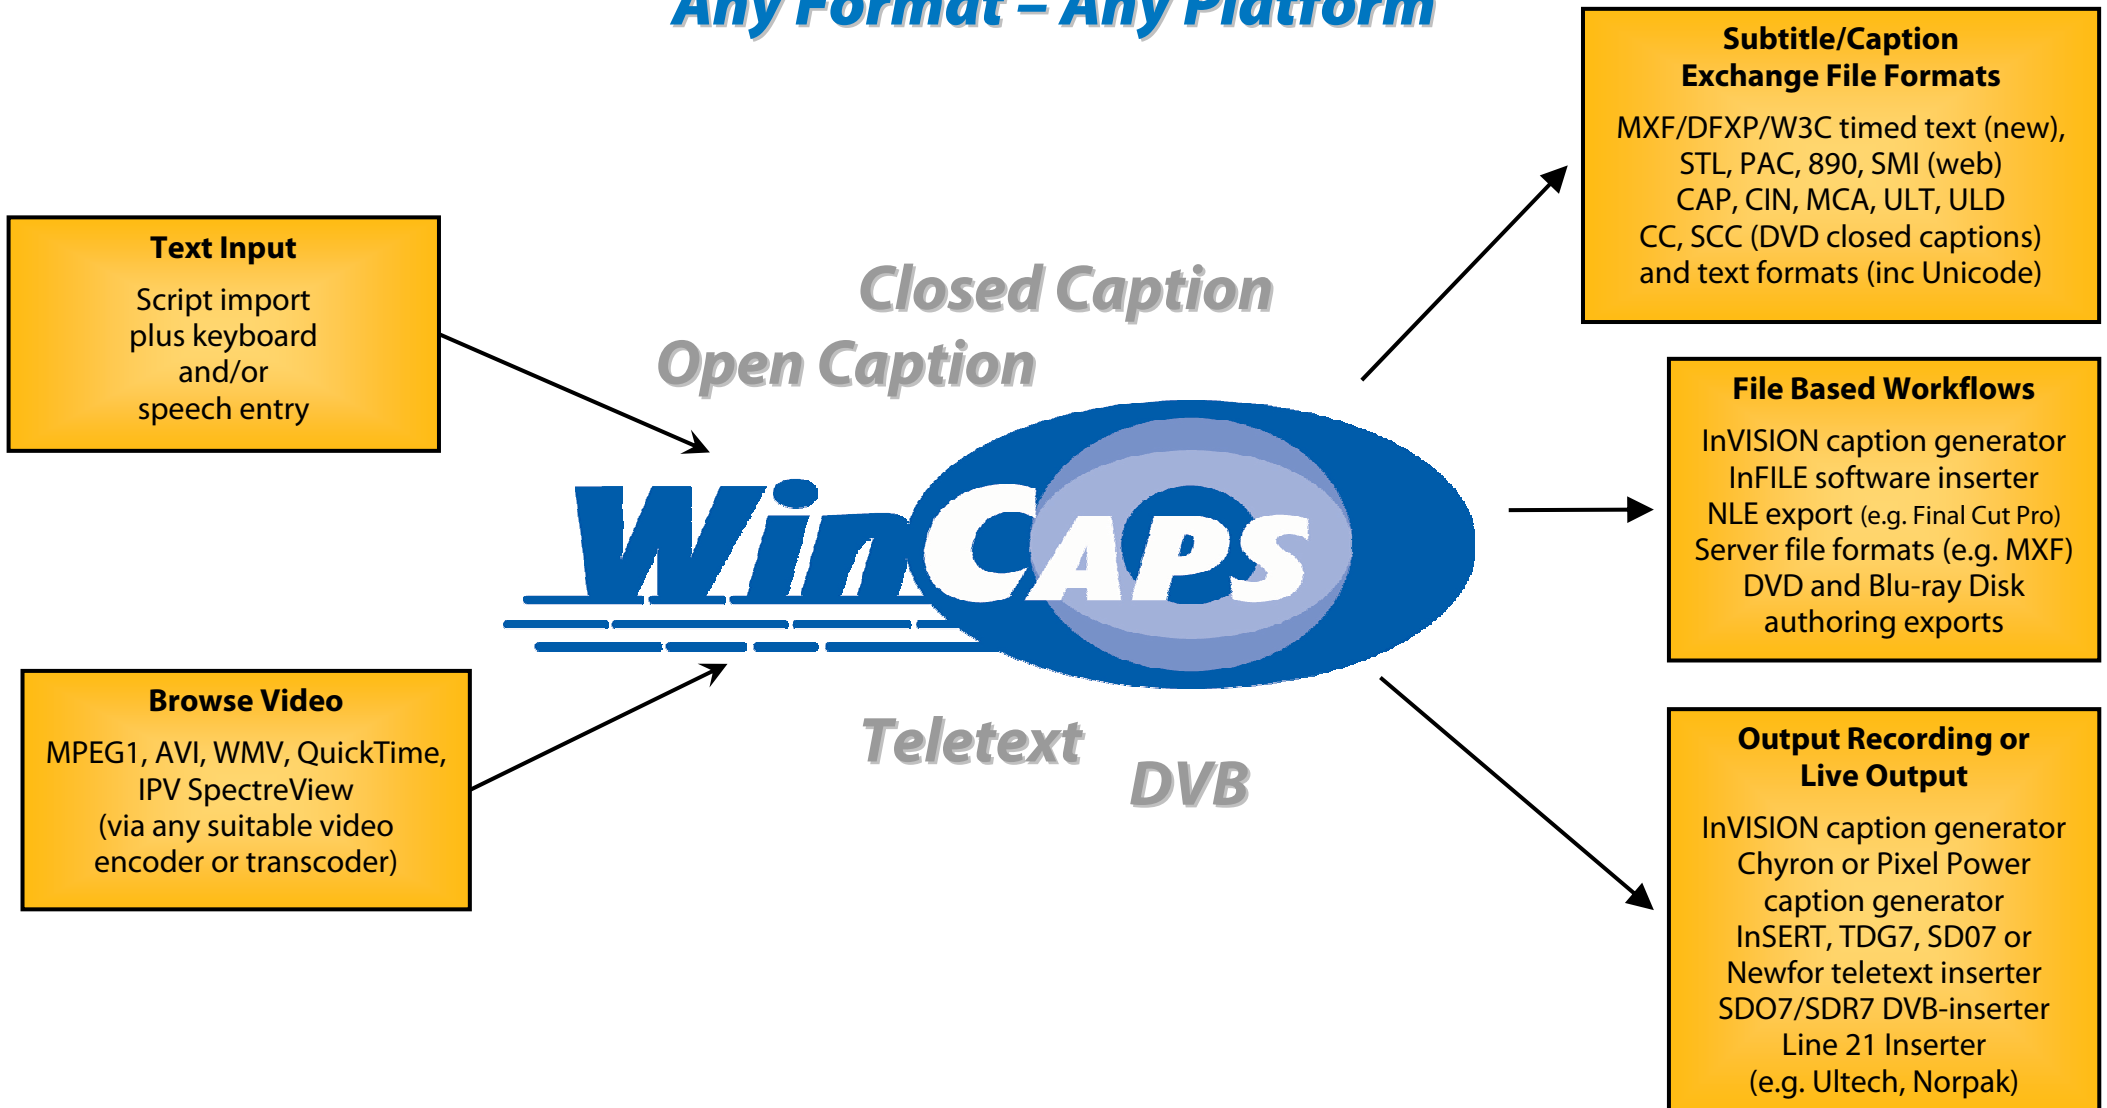 Any Format – Any Platform
Subtitle/Caption
Exchange File Formats
MXF/DFXP/W3C timed text (new),
STL, PAC, 890, SMI (web)
CAP, CIN, MCA, ULT, ULD
CC, SCC (DVD closed captions)
and text formats (inc Unicode)
Text Input
Script import
plus keyboard
and/or
speech entry
Closed Caption
Open Caption
WinCAPS
File Based Workflows
InVISION caption generator
InFILE software inserter
NLE export (e.g. Final Cut Pro)
Server file formats (e.g. MXF)
DVD and Blu-ray Disk
authoring exports
Browse Video
MPEG1, AVI, WMV, QuickTime,
IPV SpectreView
(via any suitable video
encoder or transcoder)
Teletext
DVB
Output Recording or
Live Output
InVISION caption generator
Chyron or Pixel Power
caption generator
InSERT, TDG7, SD07 or
Newfor teletext inserter
SDO7/SDR7 DVB-inserter
Line 21 Inserter
(e.g. Ultech, Norpak)